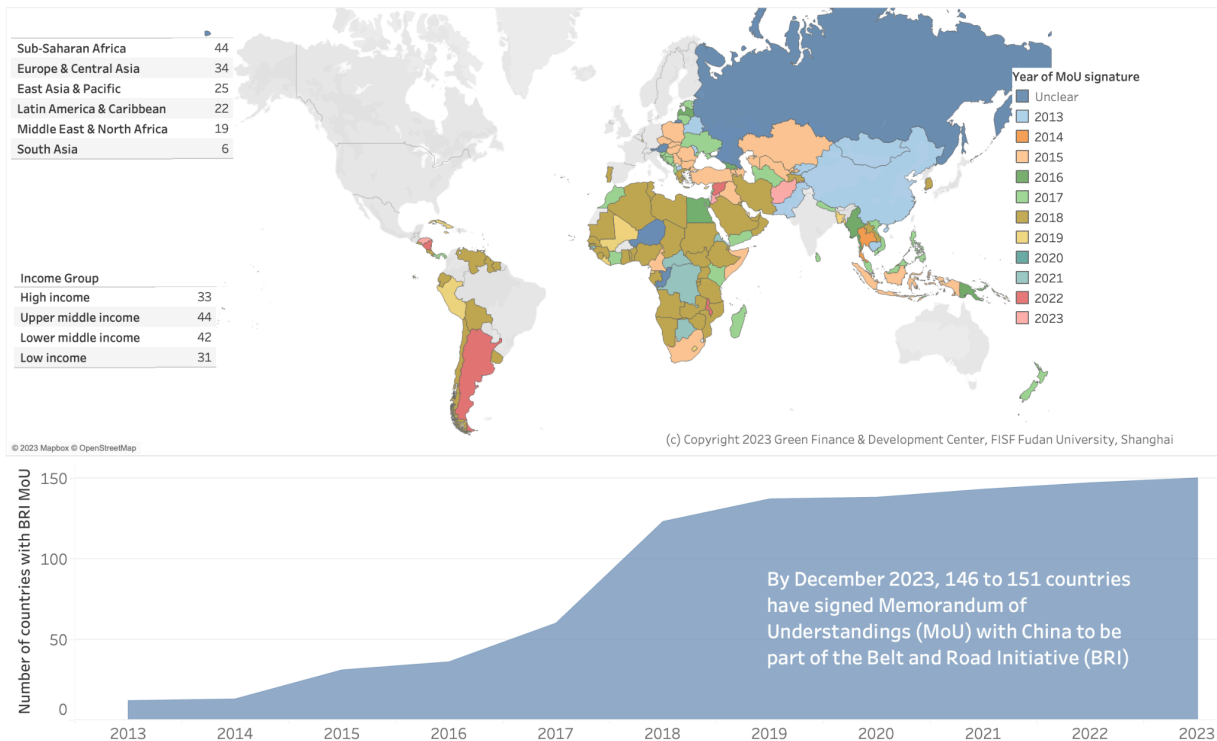 Sub-Saharan Africa 44
Europe & Central Asia 34
East Asia & Pacific 25
Latin America & Caribbean 22
Middle East & North Africa 19
South Asia 6
Income Group
High income 33
Upper middle income 44
Lower middle income 42
Low income 31
Year of MoU signature
Unclear
2013
2014
2015
2016
2017
2018
2019
2020
2021
2022
2023
© 2023 Mapbox © OpenStreetMap
(c) Copyright 2023 Green Finance & Development Center, FISF Fudan University, Shanghai
Number of countries with BRI MoU
150
100
50
0
By December 2023, 146 to 151 countries
have signed Memorandum of
Understandings (MoU) with China to be
part of the Belt and Road Initiative (BRI)
2013 2014 2015 2016 2017 2018 2019 2020 2021 2022 2023